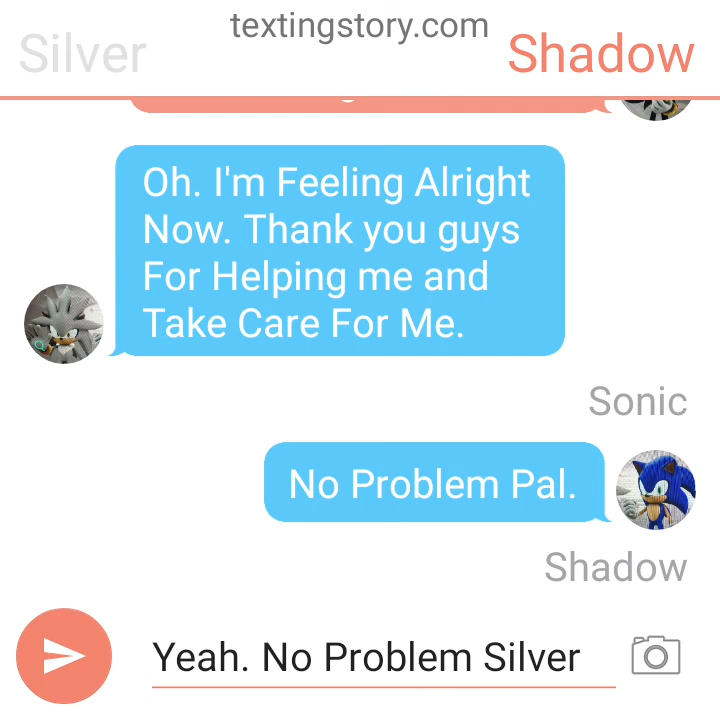 textingstory.com
Silver
Shadow
Oh. I'm Feeling Alright
Now. Thank you guys
For Helping me and
Take Care For Me.
Sonic
No Problem Pal.
Shadow
Yeah. No Problem Silver